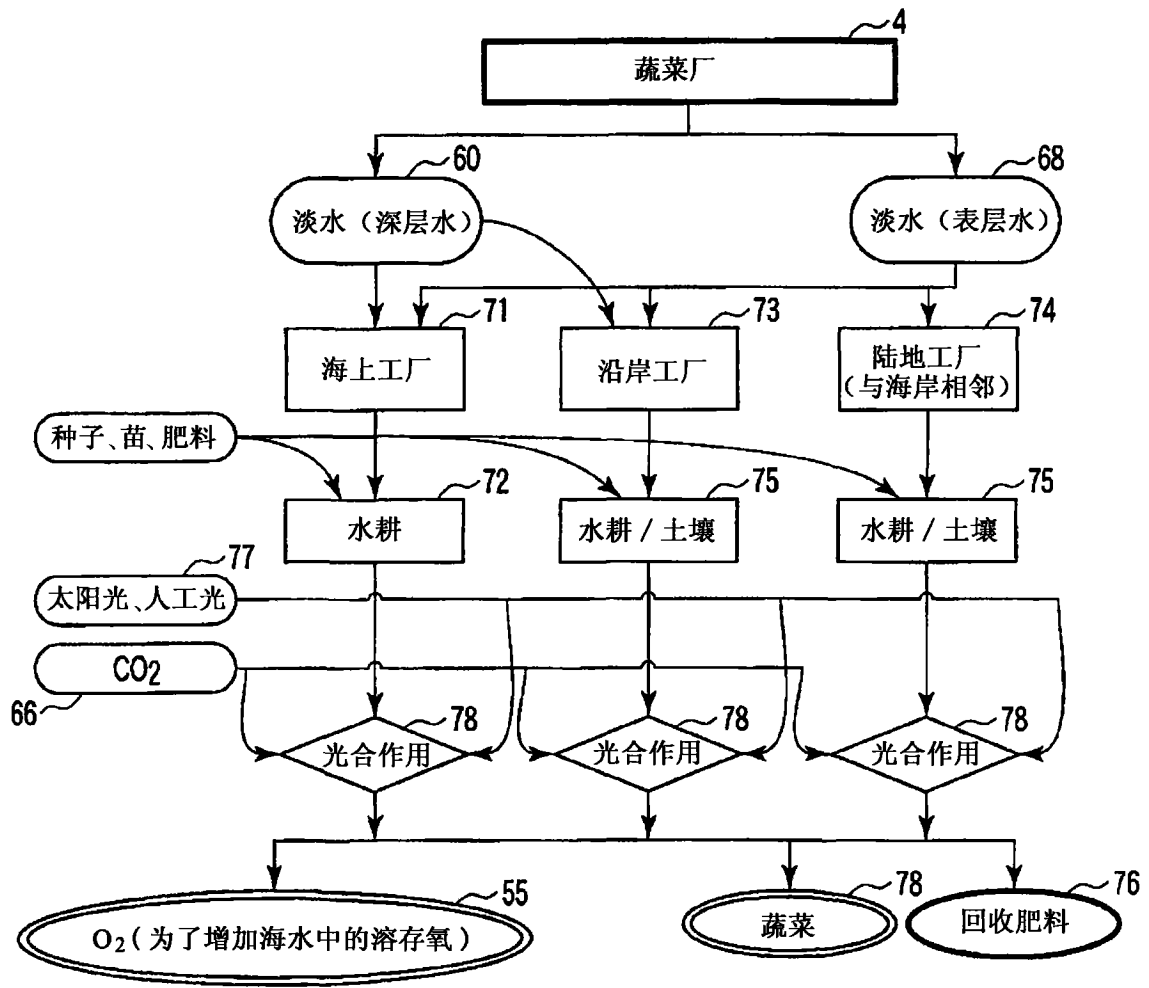 4
蔬菜厂
60
68
淡水（深层水）
淡水（表层水）
71
73
74
海上工厂
沿岸工厂
陆地工厂
（与海岸相邻）
种子、苗、肥料
72
75
75
水耕
水耕/土壤
水耕/土壤
77
太阳光、人工光
CO2
66
78
78
78
光合作用
光合作用
光合作用
55
78
76
O2（为了增加海水中的溶存氧）
蔬菜
回收肥料